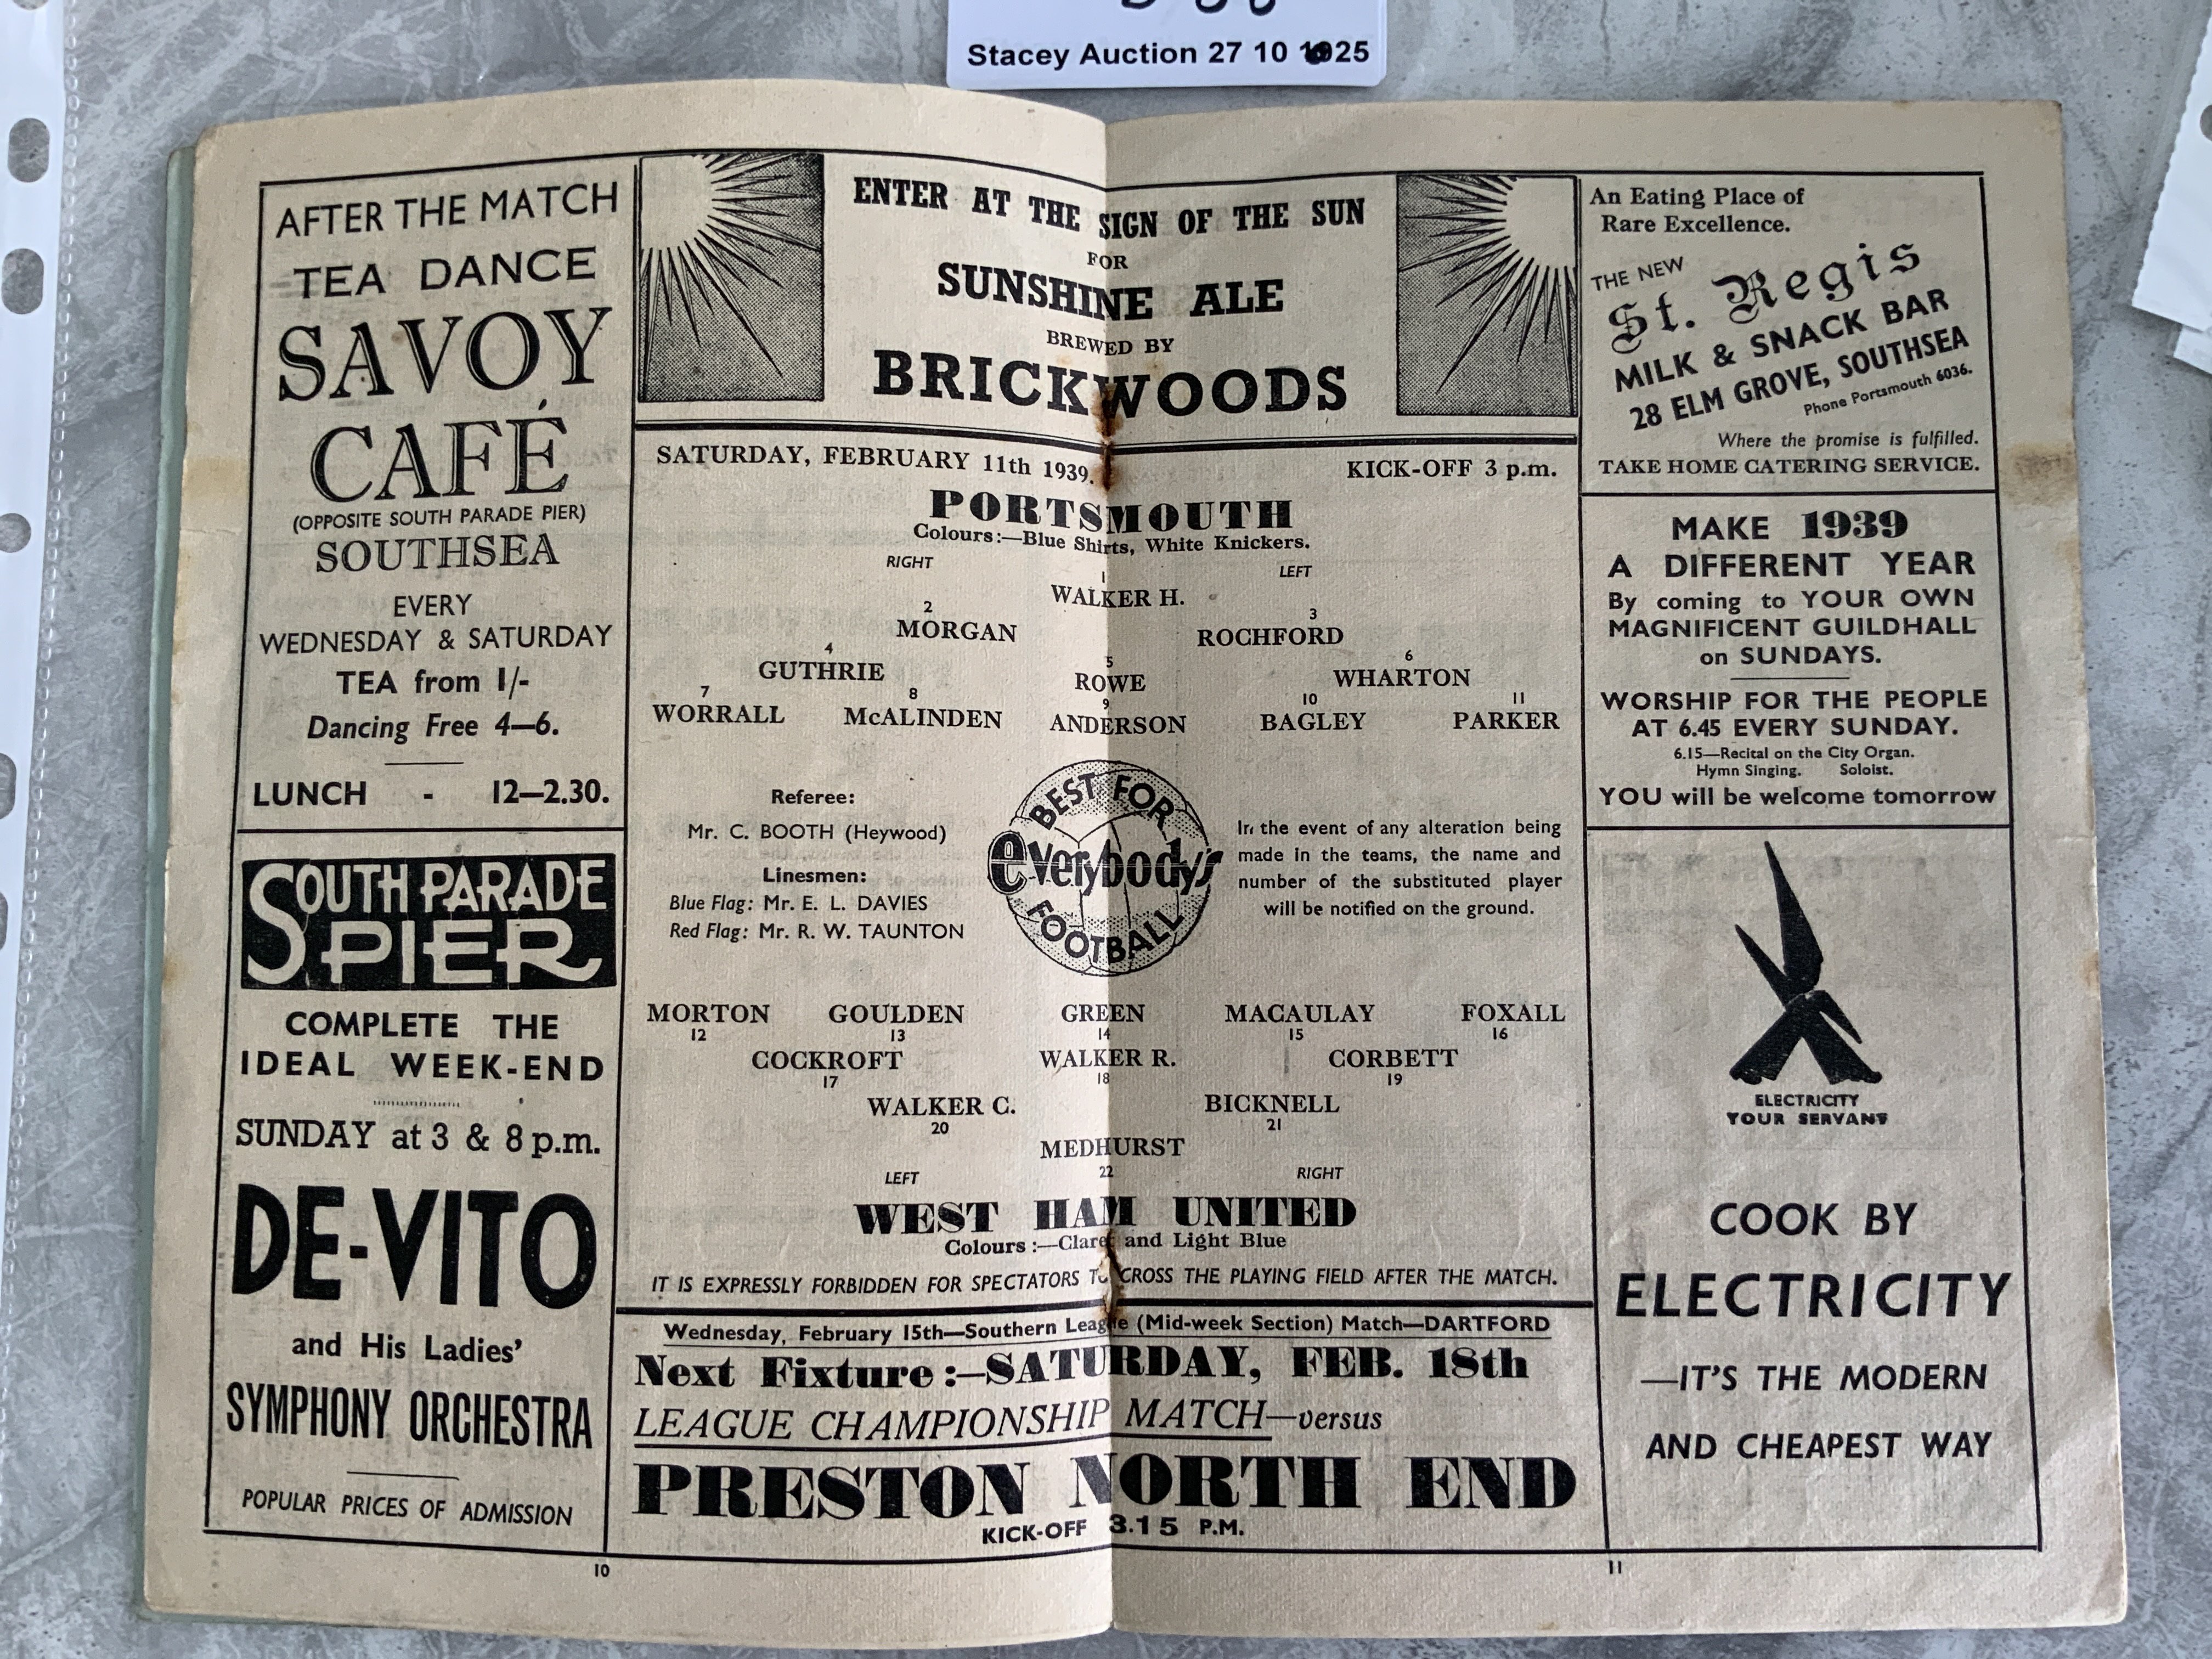 Stacey Auction 27 10 1925
AFTER THE MATCH
TEA DANCE
SAVOY
CAFÉ
(OPPOSITE SOUTH PARADE PIER)
SOUTHSEA
EVERY
WEDNESDAY & SATURDAY
TEA from 1/-
Dancing Free 4—6.
LUNCH - 12—2.30.
SOUTH PARADE
PIER
COMPLETE THE
IDEAL WEEK-END
SUNDAY at 3 & 8 p.m.
DE-VITO
and His Ladies'
SYMPHONY ORCHESTRA
POPULAR PRICES OF ADMISSION
10
ENTER AT THE SIGN OF THE SUN
FOR
SUNSHINE ALE
BREWED BY
BRICKWOODS
SATURDAY, FEBRUARY 11th 1939. KICK-OFF 3 p.m.
PORTSMOUTH
Colours:—Blue Shirts, White Knickers.
RIGHT LEFT
1
WALKER H.
2 3
MORGAN ROCHFORD
4 5 6
GUTHRIE ROWE WHARTON
7 8 9 10 11
WORRALL McALINDEN ANDERSON BAGLEY PARKER
Referee:
Mr. C. BOOTH (Heywood)
Linesmen:
Blue Flag: Mr. E. L. DAVIES
Red Flag: Mr. R. W. TAUNTON
BEST FOR
everybody's
FOOTBALL
In the event of any alteration being
made in the teams, the name and
number of the substituted player
will be notified on the ground.
MORTON GOULDEN GREEN MACAULAY FOXALL
12 13 14 15 16
COCKROFT WALKER R. CORBETT
17 18 19
WALKER C. BICKNELL
20 21
MEDHURST
22
LEFT RIGHT
WEST HAM UNITED
Colours:—Claret and Light Blue
IT IS EXPRESSLY FORBIDDEN FOR SPECTATORS TO CROSS THE PLAYING FIELD AFTER THE MATCH.
Wednesday, February 15th—Southern League (Mid-week Section) Match—DARTFORD
Next Fixture:—SATURDAY, FEB. 18th
LEAGUE CHAMPIONSHIP MATCH—versus
PRESTON NORTH END
KICK-OFF 3.15 P.M.
An Eating Place of
Rare Excellence.
THE NEW
St. Regis
MILK & SNACK BAR
28 ELM GROVE, SOUTHSEA
Phone Portsmouth 6036.
Where the promise is fulfilled.
TAKE HOME CATERING SERVICE.
MAKE 1939
A DIFFERENT YEAR
By coming to YOUR OWN
MAGNIFICENT GUILDHALL
on SUNDAYS.
WORSHIP FOR THE PEOPLE
AT 6.45 EVERY SUNDAY.
6.15—Recital on the City Organ.
Hymn Singing. Soloist.
YOU will be welcome tomorrow
ELECTRICITY
YOUR SERVANT
COOK BY
ELECTRICITY
—IT'S THE MODERN
AND CHEAPEST WAY
11